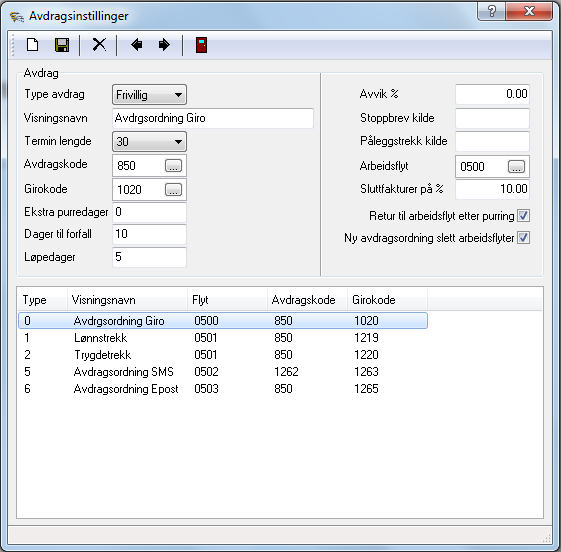 Avdragsinstillinger
Avdrag
Type avdrag Frivillig
Visningsnavn Avdrgsordning Giro
Termin lengde 30
Avdragskode 850 ...
Girokode 1020 ...
Ekstra purredager 0
Dager til forfall 10
Løpedager 5
Avvik % 0.00
Stoppbrev kilde
Påleggstrekk kilde
Arbeidsflyt 0500 ...
Sluttfakturer på % 10.00
Retur til arbeidsflyt etter purring
Ny avdragsordning slett arbeidsflyter
Type Visningsnavn Flyt Avdragskode Girokode
0 Avdrgsordning Giro 0500 850 1020
1 Lønnstrekk 0501 850 1219
2 Trygdetrekk 0501 850 1220
5 Avdragsordning SMS 0502 1262 1263
6 Avdragsordning Epost 0503 850 1265